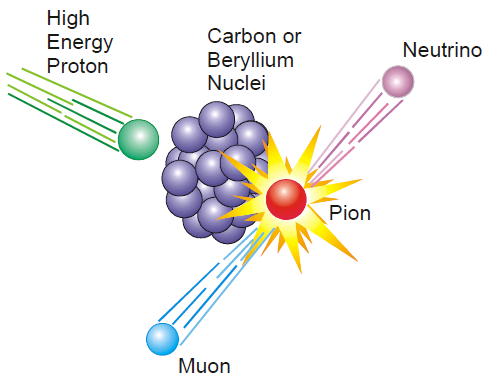 High
Energy
Proton
Carbon or
Beryllium
Nuclei
Neutrino
Pion
Muon